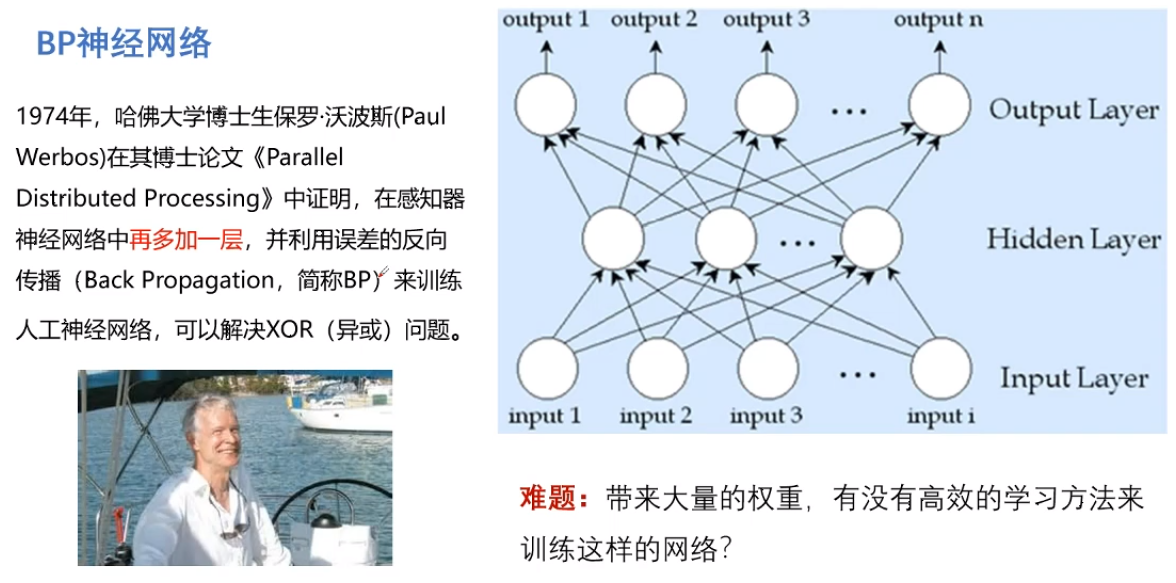 BP神经网络
1974年，哈佛大学博士生保罗·沃波斯(Paul
Werbos)在其博士论文《Parallel
Distributed Processing》中证明，在感知器
神经网络中再多加一层，并利用误差的反向
传播（Back Propagation，简称BP）来训练
人工神经网络，可以解决XOR（异或）问题。
output 1 output 2 output 3 output n
... Output Layer
... Hidden Layer
... Input Layer
input 1 input 2 input 3 input i
难题：带来大量的权重，有没有高效的学习方法来
训练这样的网络？